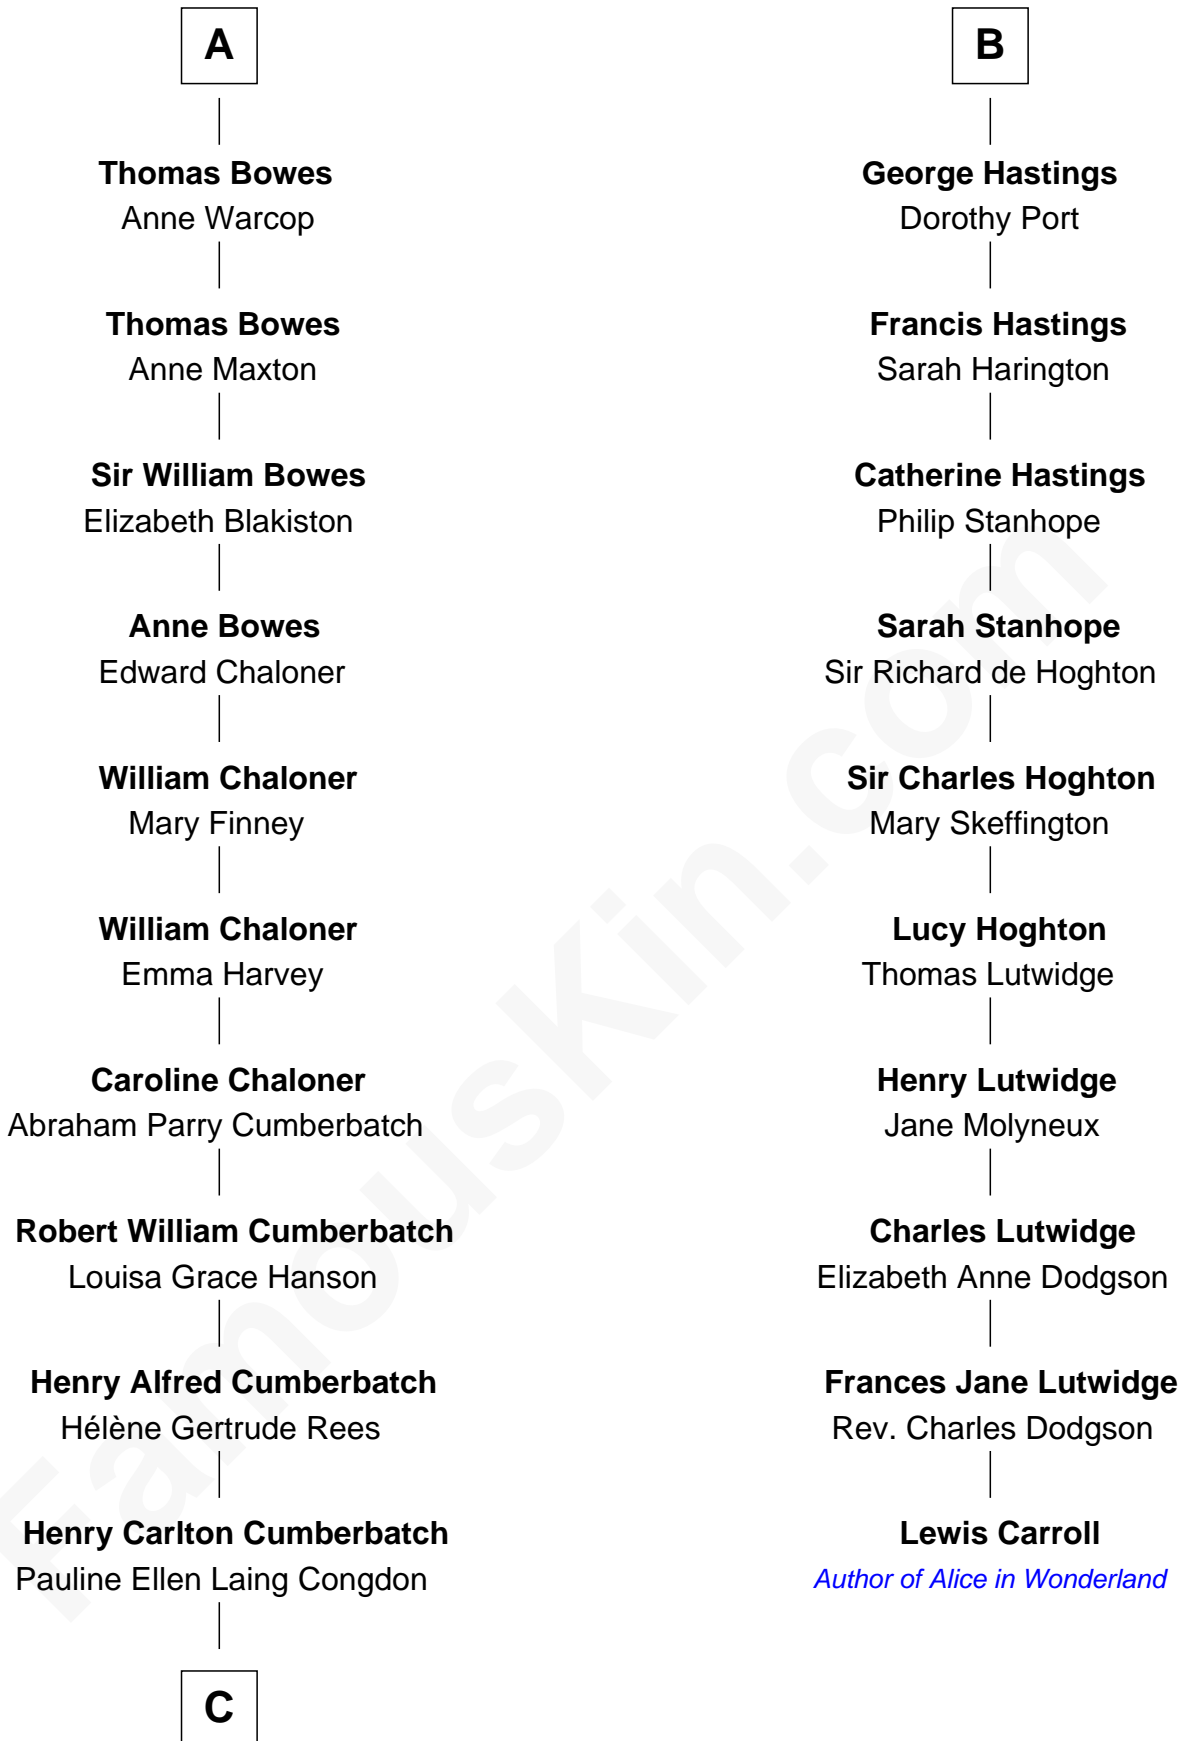 A
Thomas Bowes
Anne Warcop
Thomas Bowes
Anne Maxton
Sir William Bowes
Elizabeth Blakiston
Anne Bowes
Edward Chaloner
William Chaloner
Mary Finney
William Chaloner
Emma Harvey
Caroline Chaloner
Abraham Parry Cumberbatch
Robert William Cumberbatch
Louisa Grace Hanson
Henry Alfred Cumberbatch
Hélène Gertrude Rees
Henry Carlton Cumberbatch
Pauline Ellen Laing Congdon
C
B
George Hastings
Dorothy Port
Francis Hastings
Sarah Harington
Catherine Hastings
Philip Stanhope
Sarah Stanhope
Sir Richard de Hoghton
Sir Charles Hoghton
Mary Skeffington
Lucy Hoghton
Thomas Lutwidge
Henry Lutwidge
Jane Molyneux
Charles Lutwidge
Elizabeth Anne Dodgson
Frances Jane Lutwidge
Rev. Charles Dodgson
Lewis Carroll
Author of Alice in Wonderland
FamousKin.com